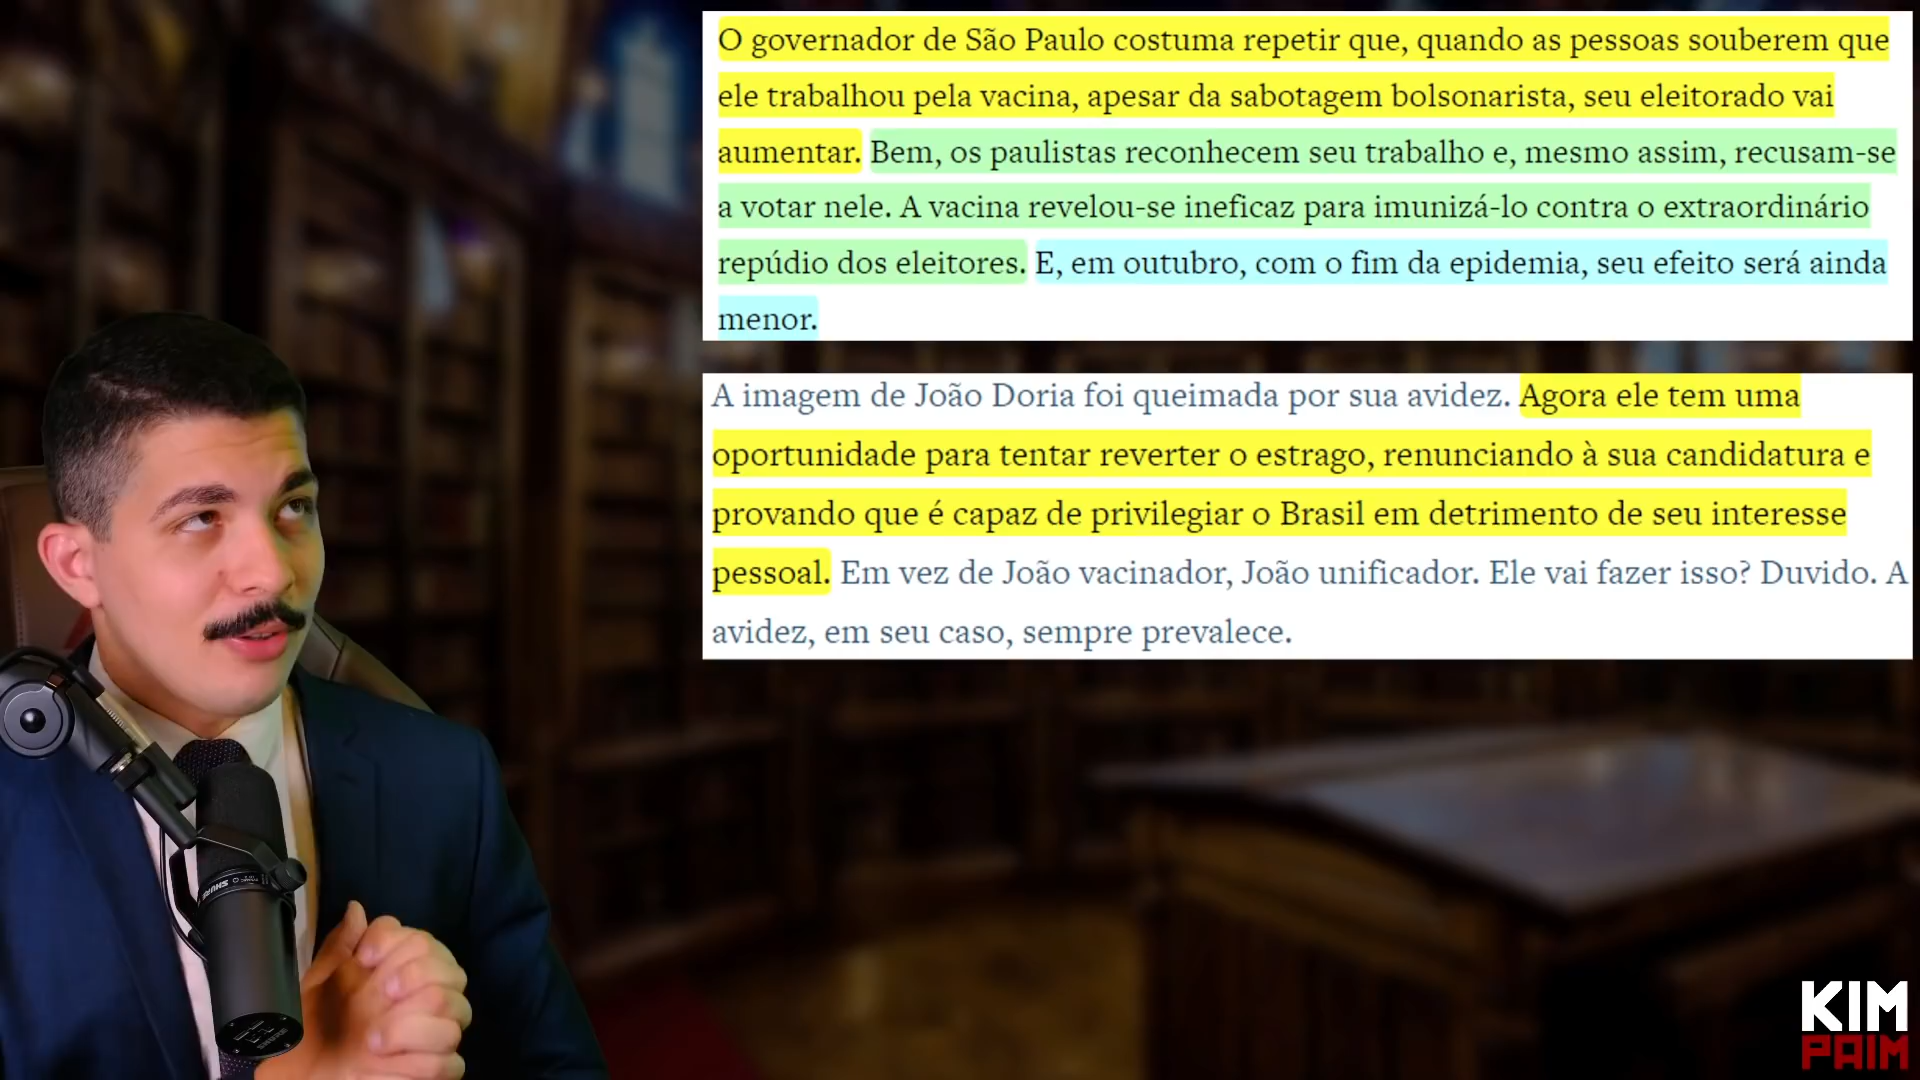 O governador de São Paulo costuma repetir que, quando as pessoas souberem que
ele trabalhou pela vacina, apesar da sabotagem bolsonarista, seu eleitorado vai
aumentar. Bem, os paulistas reconhecem seu trabalho e, mesmo assim, recusam-se
a votar nele. A vacina revelou-se ineficaz para imunizá-lo contra o extraordinário
repúdio dos eleitores. E, em outubro, com o fim da epidemia, seu efeito será ainda
menor.
A imagem de João Doria foi queimada por sua avidez. Agora ele tem uma
oportunidade para tentar reverter o estrago, renunciando à sua candidatura e
provando que é capaz de privilegiar o Brasil em detrimento de seu interesse
pessoal. Em vez de João vacinador, João unificador. Ele vai fazer isso? Duvido. A
avidez, em seu caso, sempre prevalece.
SHURE
KIM
PAIM